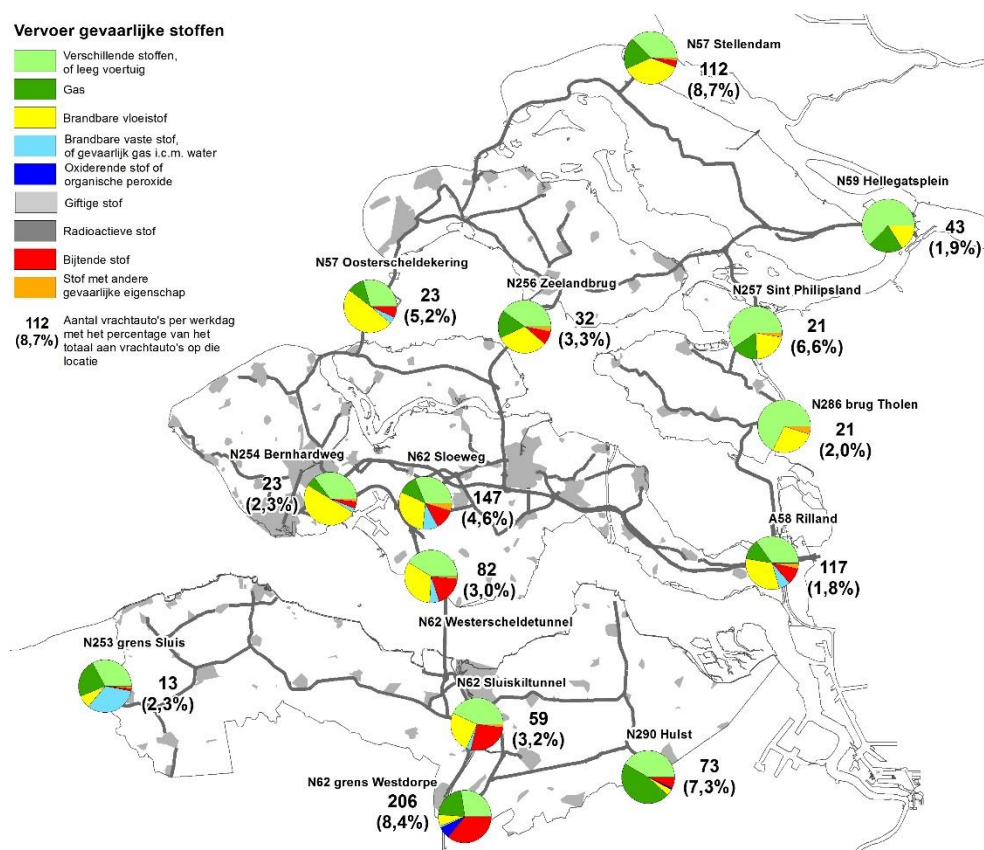 Vervoer gevaarlijke stoffen
Verschillende stoffen,
of leeg voertuig
Gas
Brandbare vloeistof
Brandbare vaste stof,
of gevaarlijk gas i.c.m. water
Oxiderende stof of
organische peroxide
Giftige stof
Radioactieve stof
Bijtende stof
Stof met andere
gevaarlijke eigenschap
112
(8,7%)
Aantal vrachtauto's per werkdag
met het percentage van het
totaal aan vrachtauto's op die
locatie
N57 Stellendam
112
(8,7%)
N59 Hellegatsplein
43
(1,9%)
N57 Oosterscheldekering
23
(5,2%)
N256 Zeelandbrug
32
(3,3%)
N257 Sint Philipsland
21
(6,6%)
N286 brug Tholen
21
(2,0%)
N254 Bernhardweg
23
(2,3%)
N62 Sloeweg
147
(4,6%)
A58 Rilland
117
(1,8%)
82
(3,0%)
N62 Westerscheldetunnel
N253 grens Sluis
13
(2,3%)
N62 Sluiskiltunnel
59
(3,2%)
N290 Hulst
73
(7,3%)
N62 grens Westdorpe
206
(8,4%)